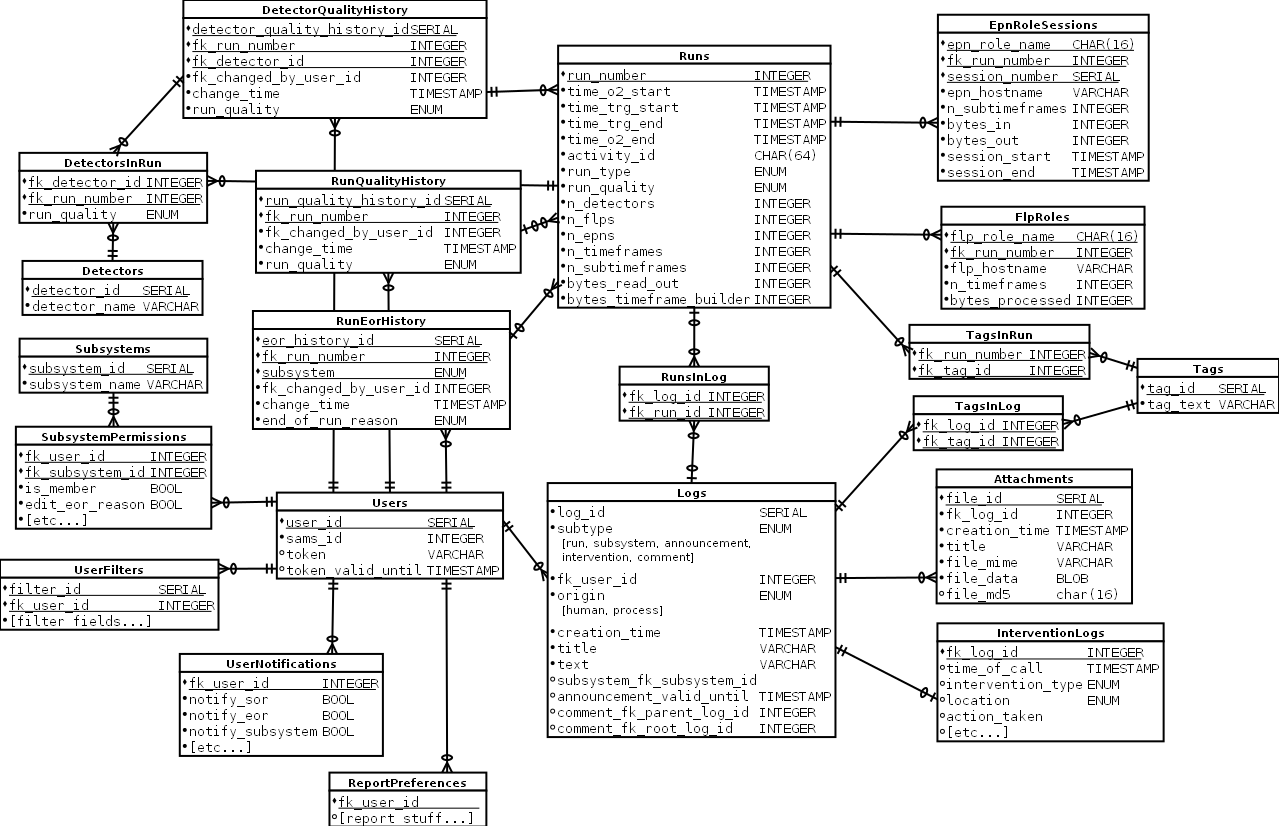 DetectorQualityHistory
detector_quality_history_id SERIAL
fk_run_number INTEGER
fk_detector_id INTEGER
fk_changed_by_user_id INTEGER
change_time TIMESTAMP
run_quality ENUM
DetectorsInRun
fk_detector_id INTEGER
fk_run_number INTEGER
run_quality ENUM
RunQualityHistory
run_quality_history_id SERIAL
fk_run_number INTEGER
fk_changed_by_user_id INTEGER
change_time TIMESTAMP
run_quality ENUM
Detectors
detector_id SERIAL
detector_name VARCHAR
RunEorHistory
eor_history_id SERIAL
fk_run_number INTEGER
subsystem ENUM
fk_changed_by_user_id INTEGER
change_time TIMESTAMP
end_of_run_reason ENUM
Subsystems
subsystem_id SERIAL
subsystem_name VARCHAR
SubsystemPermissions
fk_user_id INTEGER
fk_subsystem_id INTEGER
is_member BOOL
edit_eor_reason BOOL
[etc...]
Users
user_id SERIAL
sams_id INTEGER
token VARCHAR
token_valid_until TIMESTAMP
UserFilters
filter_id SERIAL
fk_user_id INTEGER
[filter fields...]
UserNotifications
fk_user_id INTEGER
notify_sor BOOL
notify_eor BOOL
notify_subsystem BOOL
[etc...]
ReportPreferences
fk_user_id
[report stuff...]
Runs
run_number INTEGER
time_o2_start TIMESTAMP
time_trg_start TIMESTAMP
time_trg_end TIMESTAMP
time_o2_end TIMESTAMP
activity_id CHAR(64)
run_type ENUM
run_quality ENUM
n_detectors INTEGER
n_flps INTEGER
n_epns INTEGER
n_timeframes INTEGER
n_subtimeframes INTEGER
bytes_read_out INTEGER
bytes_timeframe_builder INTEGER
RunsInLog
fk_log_id INTEGER
fk_run_id INTEGER
Logs
log_id SERIAL
subtype ENUM
[run, subsystem, announcement,
intervention, comment]
fk_user_id INTEGER
origin ENUM
[human, process]
creation_time TIMESTAMP
title VARCHAR
text VARCHAR
subsystem_fk_subsystem_id
announcement_valid_until TIMESTAMP
comment_fk_parent_log_id INTEGER
comment_fk_root_log_id INTEGER
EpnRoleSessions
epn_role_name CHAR(16)
fk_run_number INTEGER
session_number SERIAL
epn_hostname VARCHAR
n_subtimeframes INTEGER
bytes_in INTEGER
bytes_out INTEGER
session_start TIMESTAMP
session_end TIMESTAMP
FlpRoles
flp_role_name CHAR(16)
fk_run_number INTEGER
flp_hostname VARCHAR
n_timeframes INTEGER
bytes_processed INTEGER
TagsInRun
fk_run_number INTEGER
fk_tag_id INTEGER
Tags
tag_id SERIAL
tag_text VARCHAR
TagsInLog
fk_log_id INTEGER
fk_tag_id INTEGER
Attachments
file_id SERIAL
fk_log_id INTEGER
creation_time TIMESTAMP
title VARCHAR
file_mime VARCHAR
file_data BLOB
file_md5 char(16)
InterventionLogs
fk_log_id INTEGER
time_of_call TIMESTAMP
intervention_type ENUM
location ENUM
action_taken
[etc...]